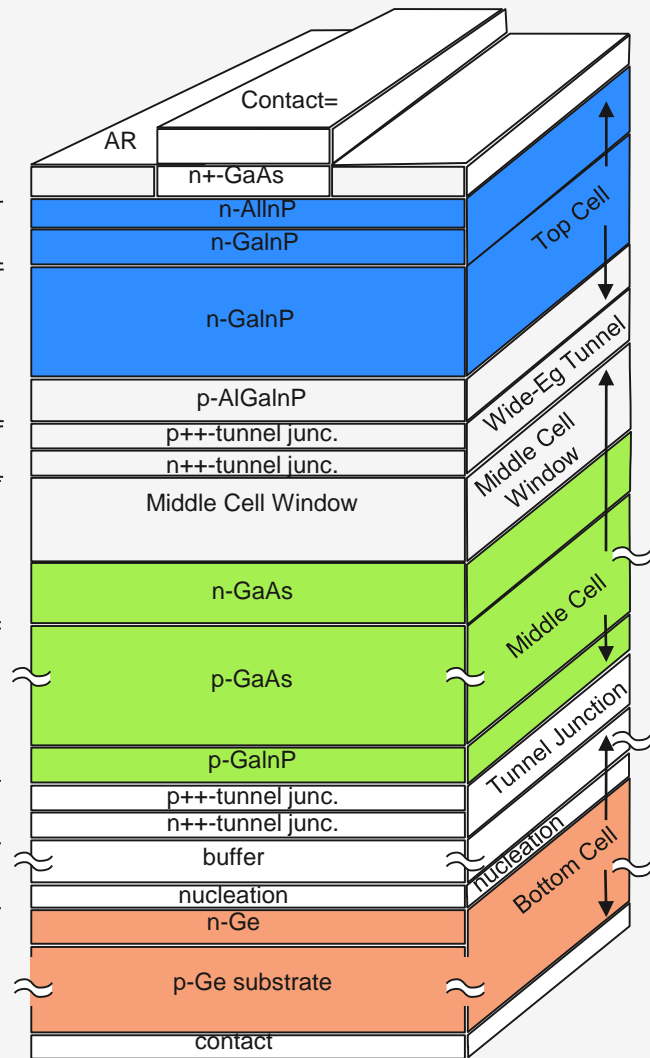 Contact=
AR
n+-GaAs
n-AlInP
n-GaInP
n-GaInP
p-AlGaInP
p++-tunnel junc.
n++-tunnel junc.
Middle Cell Window
n-GaAs
p-GaAs
p-GaInP
p++-tunnel junc.
n++-tunnel junc.
buffer
nucleation
n-Ge
p-Ge substrate
contact
Top Cell
Wide-Eg Tunnel
Middle Cell
Window
Middle Cell
Tunnel Junction
nucleation
Bottom Cell